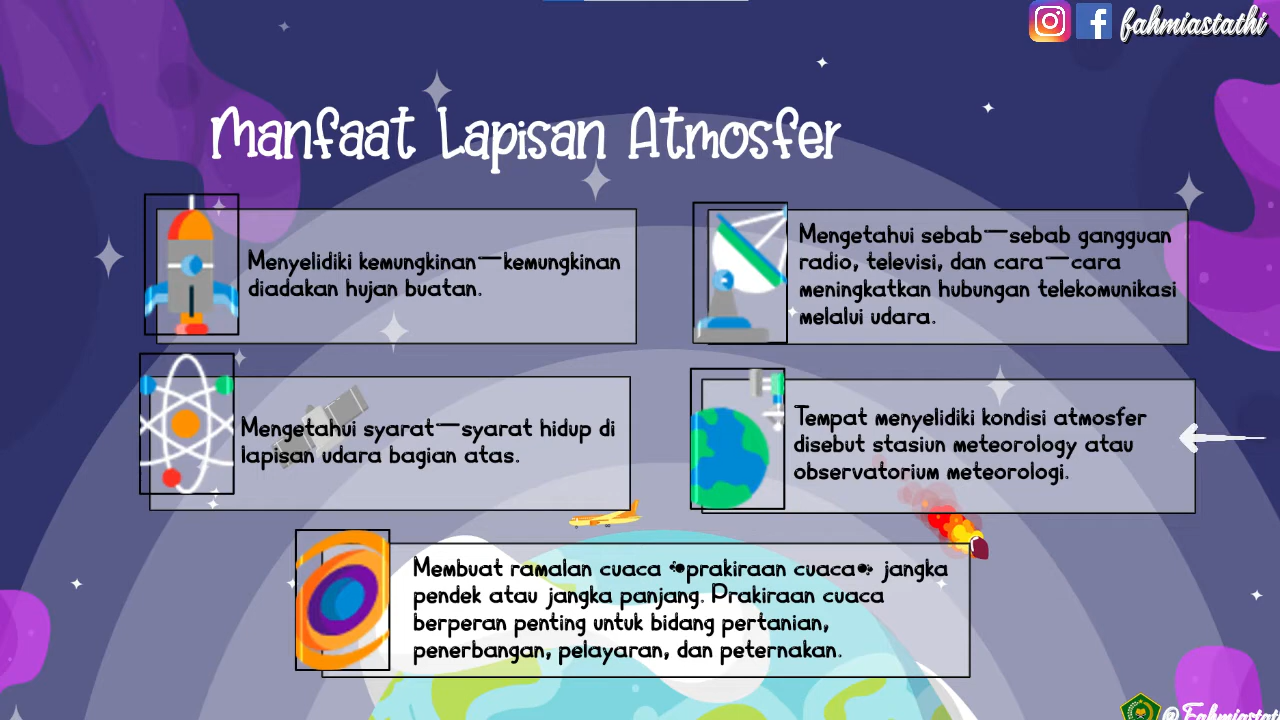 fahmiastathi
Manfaat Lapisan Atmosfer
Menyelidiki kemungkinan—kemungkinan
diadakan hujan buatan.
Mengetahui sebab—sebab gangguan
radio, televisi, dan cara—cara
meningkatkan hubungan telekomunikasi
melalui udara.
Mengetahui syarat—syarat hidup di
lapisan udara bagian atas.
Tempat menyelidiki kondisi atmosfer
disebut stasiun meteorology atau
observatorium meteorologi.
Membuat ramalan cuaca prakiraan cuaca jangka
pendek atau jangka panjang. Prakiraan cuaca
berperan penting untuk bidang pertanian,
penerbangan, pelayaran, dan peternakan.
@Fahmiastat